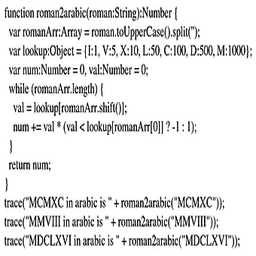 function roman2arabic(roman:String):Number {
var romanArr:Array = roman.toUpperCase().split('');
var lookup:Object = {I:1, V:5, X:10, L:50, C:100, D:500, M:1000};
var num:Number = 0, val:Number = 0;
while (romanArr.length) {
val = lookup[romanArr.shift()];
num += val * (val < lookup[romanArr[0]] ? -1 : 1);
}
return num;
}
trace("MCMXC in arabic is " + roman2arabic("MCMXC"));
trace("MMVIII in arabic is " + roman2arabic("MMVIII"));
trace("MDCLXVI in arabic is " + roman2arabic("MDCLXVI"));